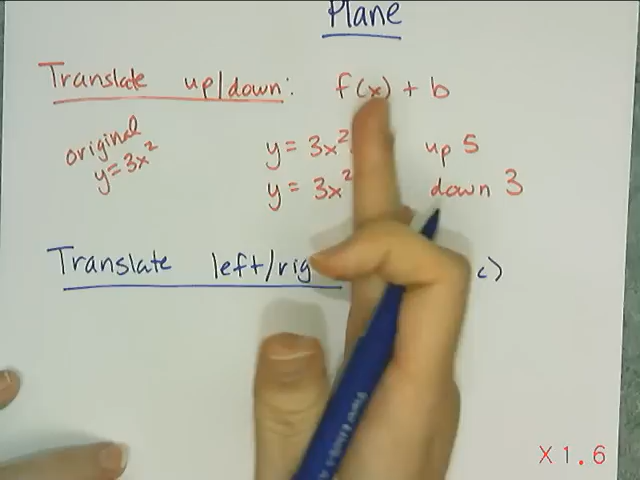 Plane
Translate up/down: f(x) + b
original
y=3x²
y= 3x² up 5
y= 3x² down 3
Translate left/rig c)
X1.6